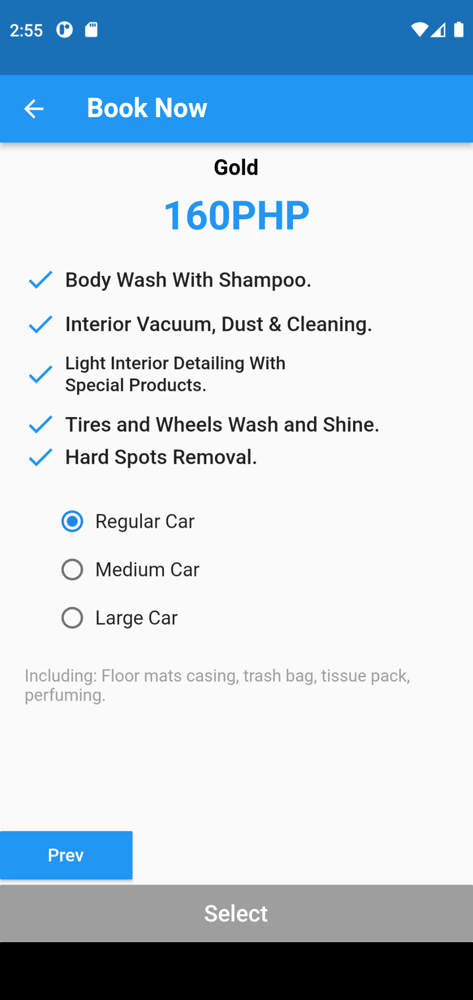 2:55
Book Now
Gold
160PHP
Body Wash With Shampoo.
Interior Vacuum, Dust & Cleaning.
Light Interior Detailing With
Special Products.
Tires and Wheels Wash and Shine.
Hard Spots Removal.
Regular Car
Medium Car
Large Car
Including: Floor mats casing, trash bag, tissue pack,
perfuming.
Prev
Select